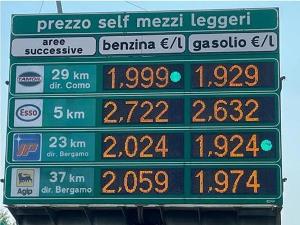 prezzo self mezzi leggeri
aree successive benzina €/l gasolio €/l
TAMOIL 29 km dir. Como 1,999 1,929
Esso 5 km 2,722 2,632
IP 23 km dir. Bergamo 2,024 1,924
Agip 37 km dir. Bergamo 2,059 1,974